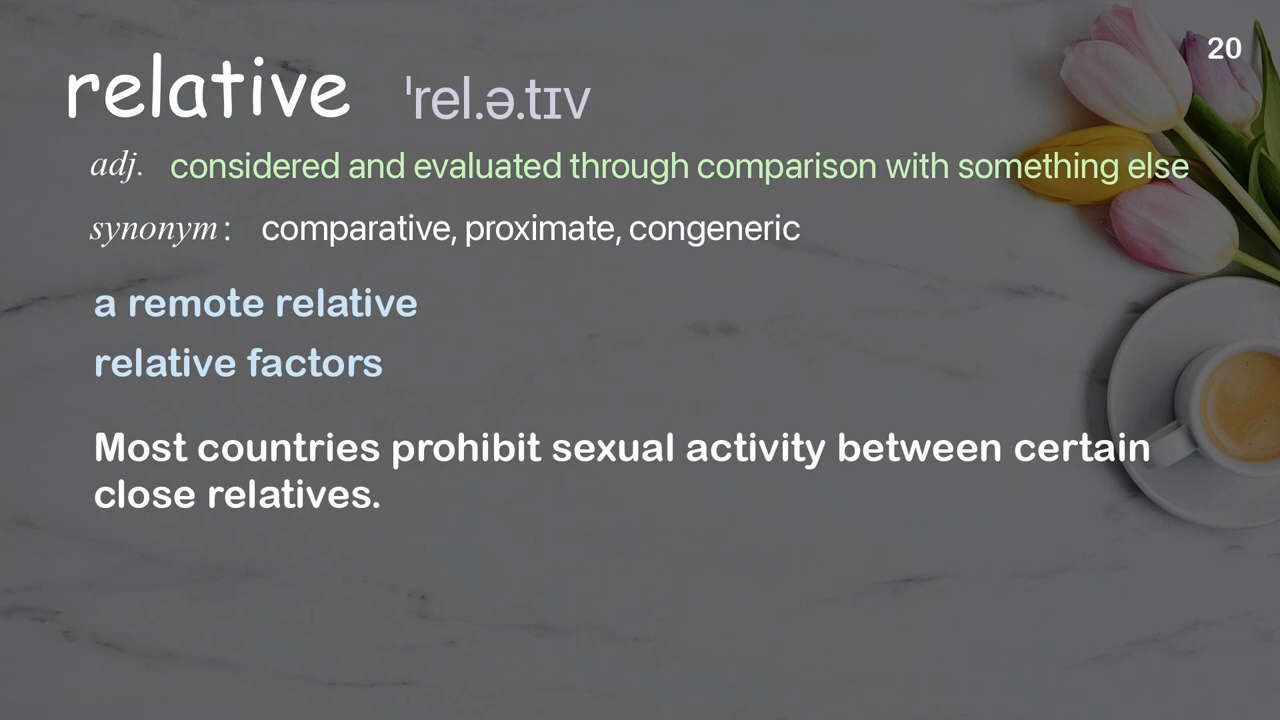 20
relative ˈrel.ə.tɪv
adj. considered and evaluated through comparison with something else
synonym: comparative, proximate, congeneric
a remote relative
relative factors
Most countries prohibit sexual activity between certain
close relatives.